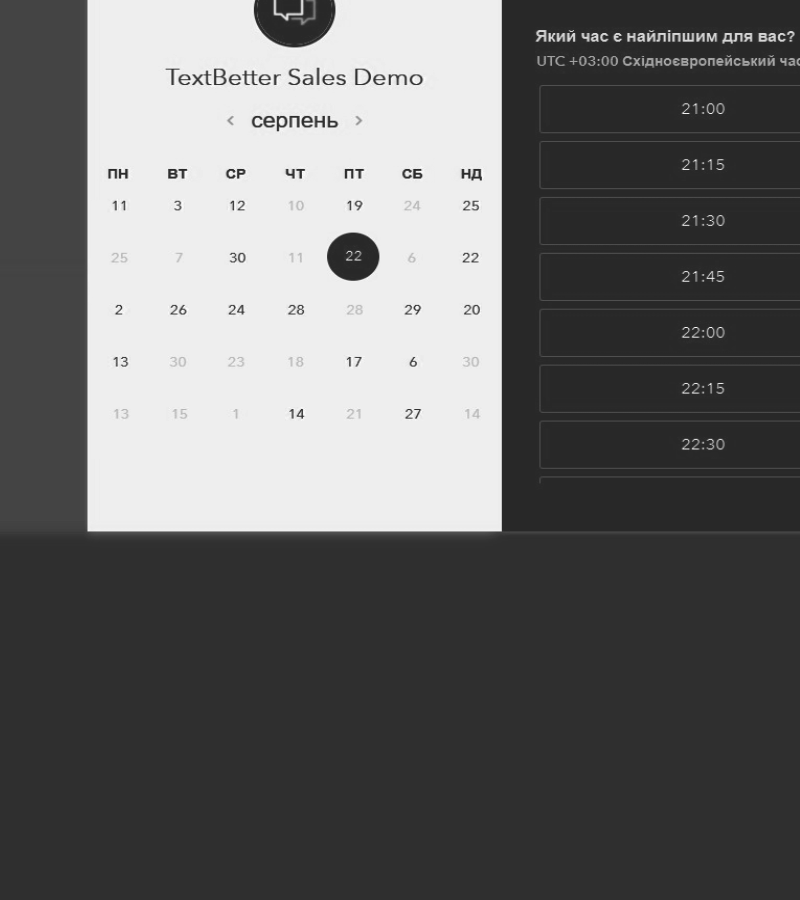 TextBetter Sales Demo
< серпень >
ПН ВТ СР ЧТ ПТ СБ НД
11 3 12 10 19 24 25
25 7 30 11 22 6 22
2 26 24 28 28 29 20
13 30 23 18 17 6 30
13 15 1 14 21 27 14
Який час є найліпшим для вас?
UTC +03:00 Східноєвропейський час
21:00
21:15
21:30
21:45
22:00
22:15
22:30